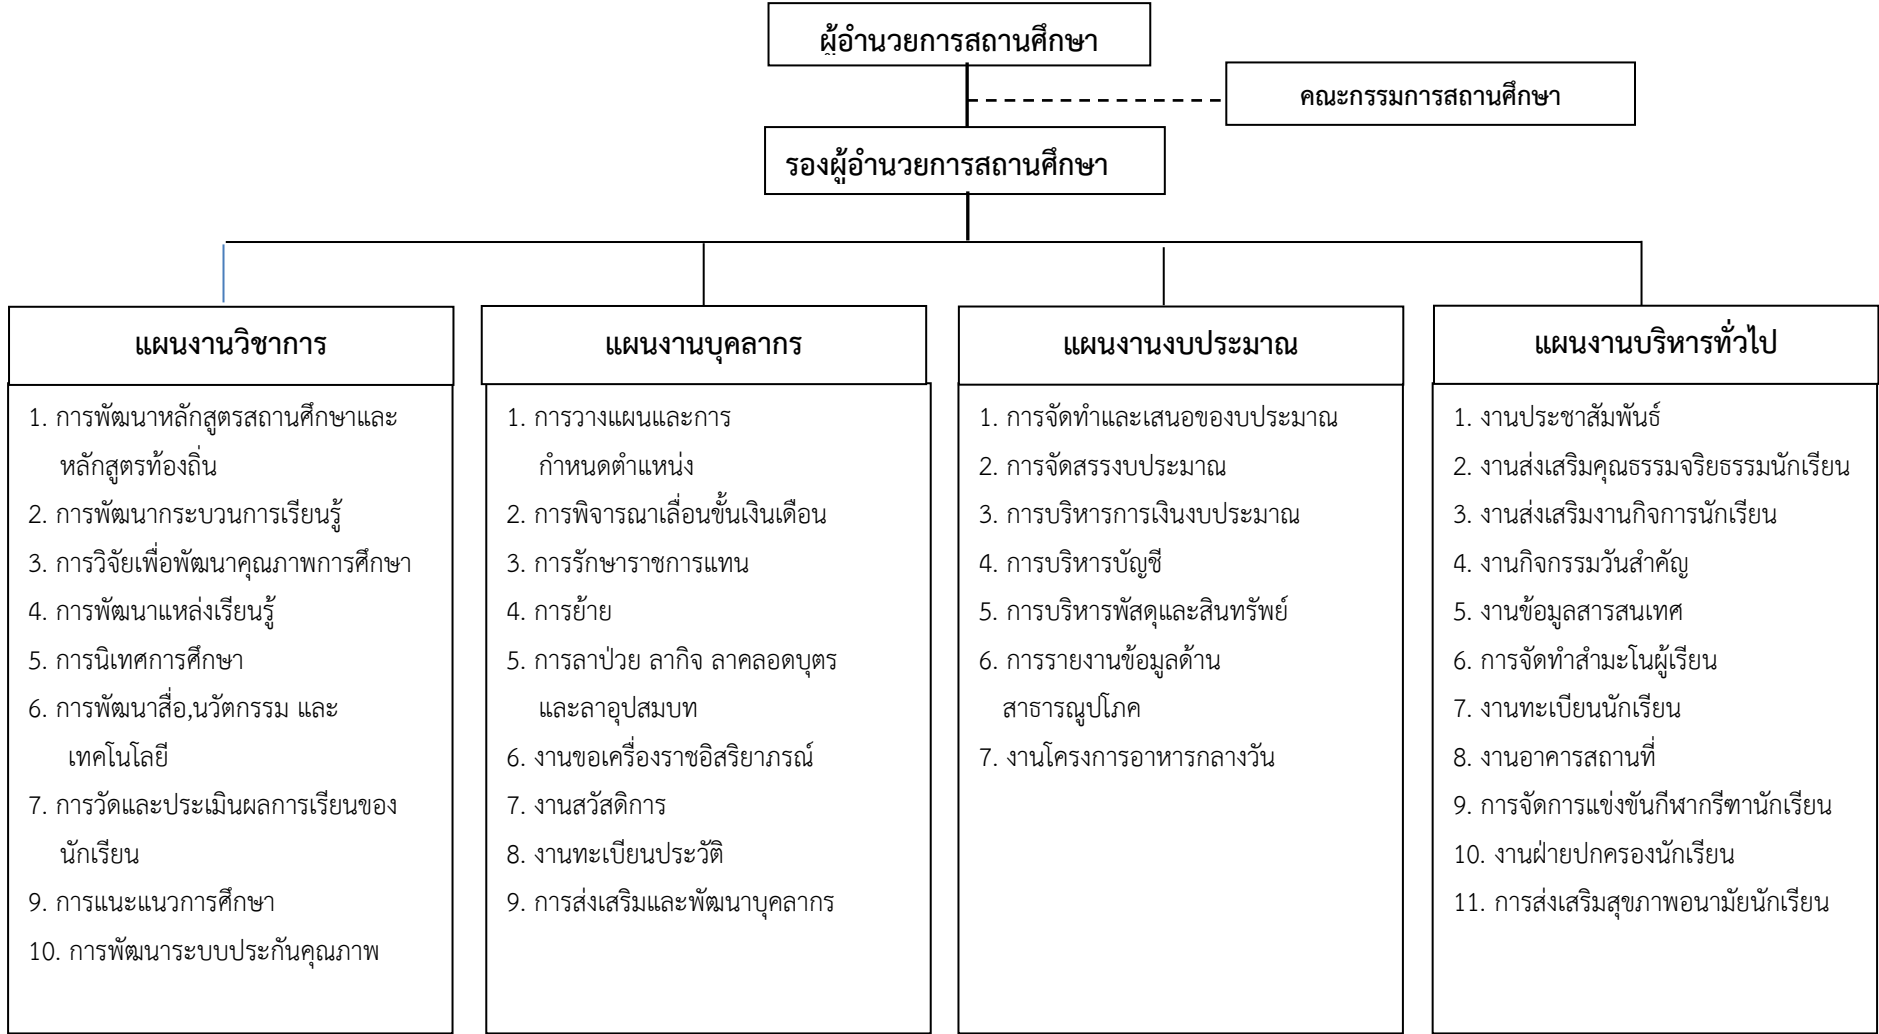 ผู้อำนวยการสถานศึกษา
คณะกรรมการสถานศึกษา
รองผู้อำนวยการสถานศึกษา
แผนงานวิชาการ
1. การพัฒนาหลักสูตรสถานศึกษาและ
หลักสูตรท้องถิ่น
2. การพัฒนากระบวนการเรียนรู้
3. การวิจัยเพื่อพัฒนาคุณภาพการศึกษา
4. การพัฒนาแหล่งเรียนรู้
5. การนิเทศการศึกษา
6. การพัฒนาสื่อ,นวัตกรรม และ
เทคโนโลยี
7. การวัดและประเมินผลการเรียนของ
นักเรียน
9. การแนะแนวการศึกษา
10. การพัฒนาระบบประกันคุณภาพ
แผนงานบุคลากร
1. การวางแผนและการ
กำหนดตำแหน่ง
2. การพิจารณาเลื่อนขั้นเงินเดือน
3. การรักษาราชการแทน
4. การย้าย
5. การลาป่วย ลากิจ ลาคลอดบุตร
และลาอุปสมบท
6. งานขอเครื่องราชอิสริยาภรณ์
7. งานสวัสดิการ
8. งานทะเบียนประวัติ
9. การส่งเสริมและพัฒนาบุคลากร
แผนงานงบประมาณ
1. การจัดทำและเสนอของบประมาณ
2. การจัดสรรงบประมาณ
3. การบริหารการเงินงบประมาณ
4. การบริหารบัญชี
5. การบริหารพัสดุและสินทรัพย์
6. การรายงานข้อมูลด้าน
สาธารณูปโภค
7. งานโครงการอาหารกลางวัน
แผนงานบริหารทั่วไป
1. งานประชาสัมพันธ์
2. งานส่งเสริมคุณธรรมจริยธรรมนักเรียน
3. งานส่งเสริมงานกิจการนักเรียน
4. งานกิจกรรมวันสำคัญ
5. งานข้อมูลสารสนเทศ
6. การจัดทำสำมะโนผู้เรียน
7. งานทะเบียนนักเรียน
8. งานอาคารสถานที่
9. การจัดการแข่งขันกีฬากรีฑานักเรียน
10. งานฝ่ายปกครองนักเรียน
11. การส่งเสริมสุขภาพอนามัยนักเรียน